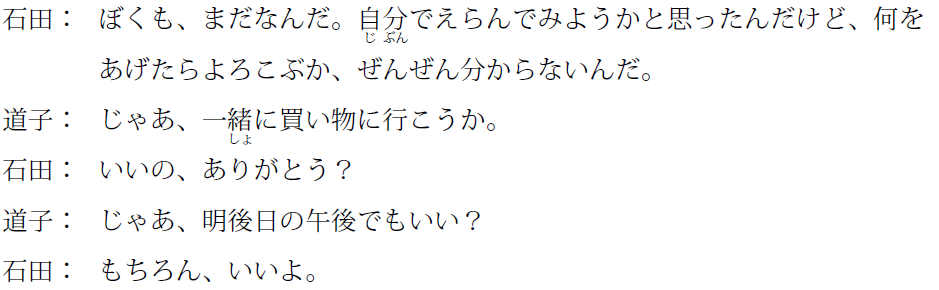 石田： ぼくも、まだなんだ。自分でえらんでみようかと思ったんだけど、何を
じ ぶん
あげたらよろこぶか、ぜんぜん分からないんだ。
道子： じゃあ、一緒に買い物に行こうか。
しょ
石田： いいの、ありがとう？
道子： じゃあ、明後日の午後でもいい？
石田： もちろん、いいよ。